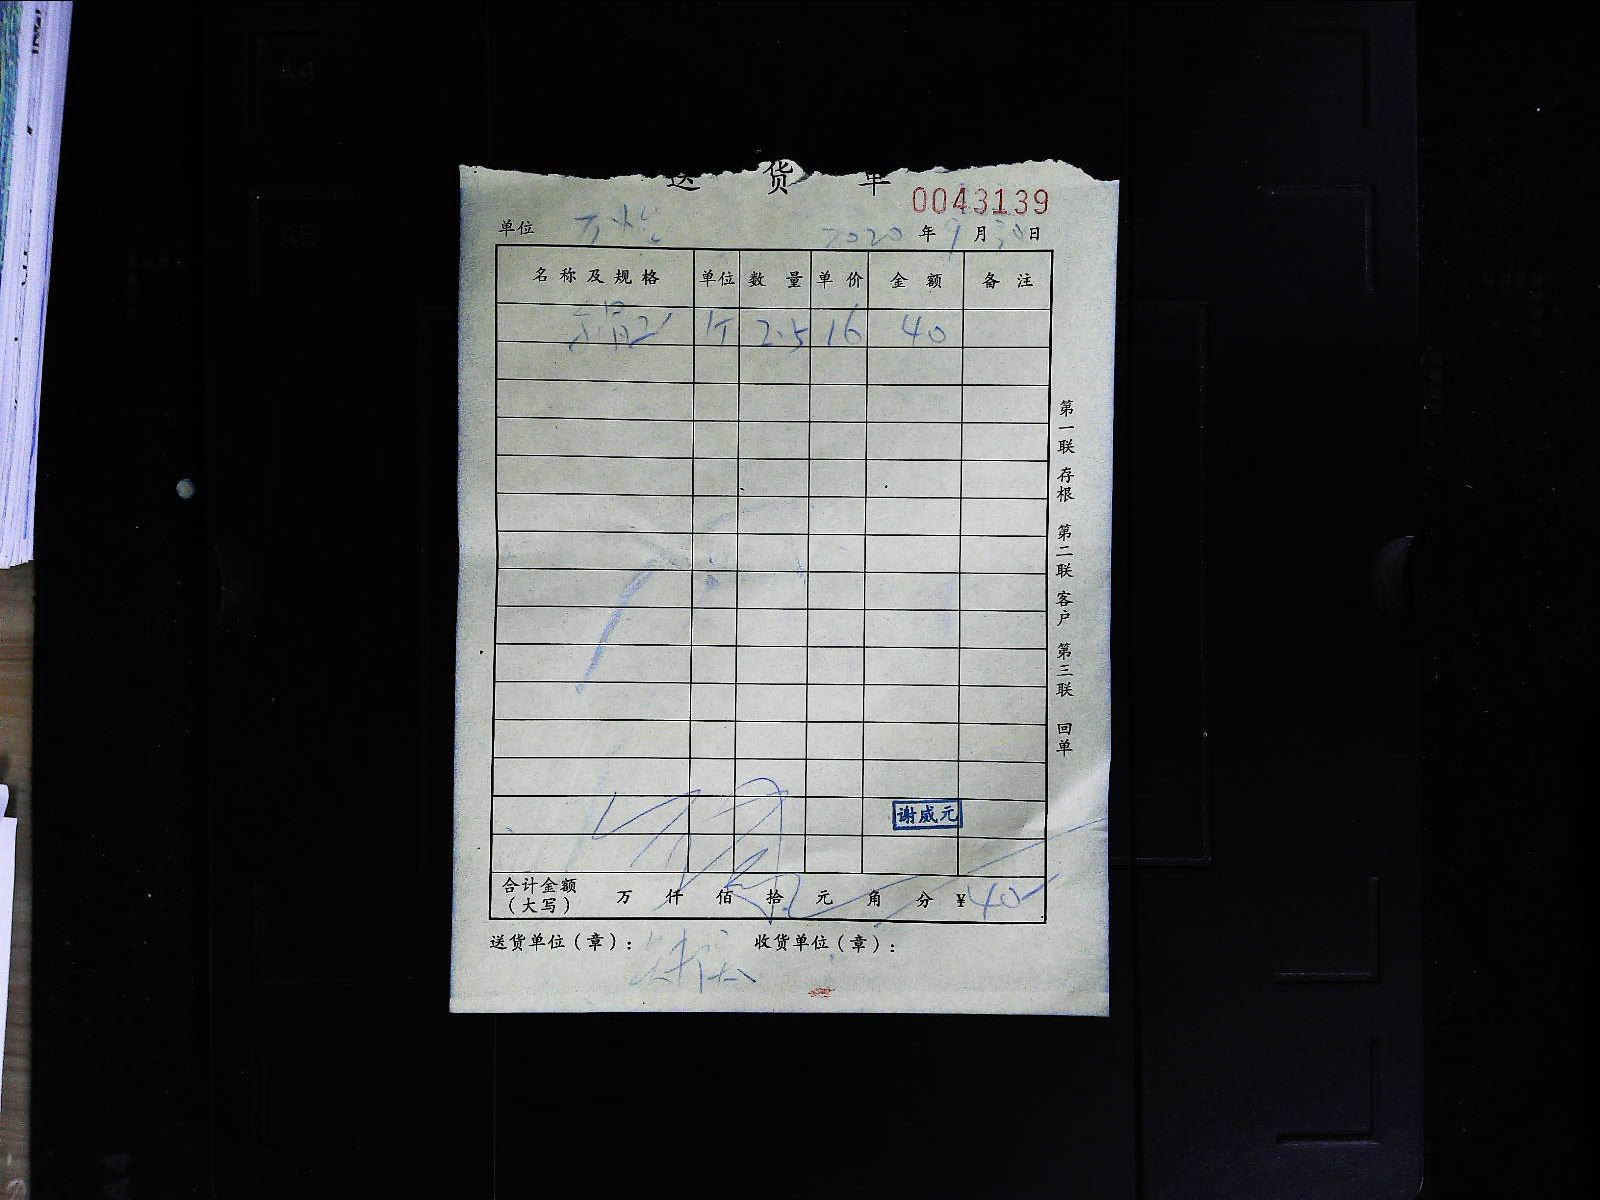 送 货 单
0043139
单位 2020 年 9 月 30 日
名称及规格 单位 数量 单价 金额 备注
斤 2.5 16 40
第一联 存根 第二联 客户 第三联 回单
谢威元
合计金额（大写） 万 仟 佰 拾 元 角 分 ¥40
送货单位（章）： 收货单位（章）：